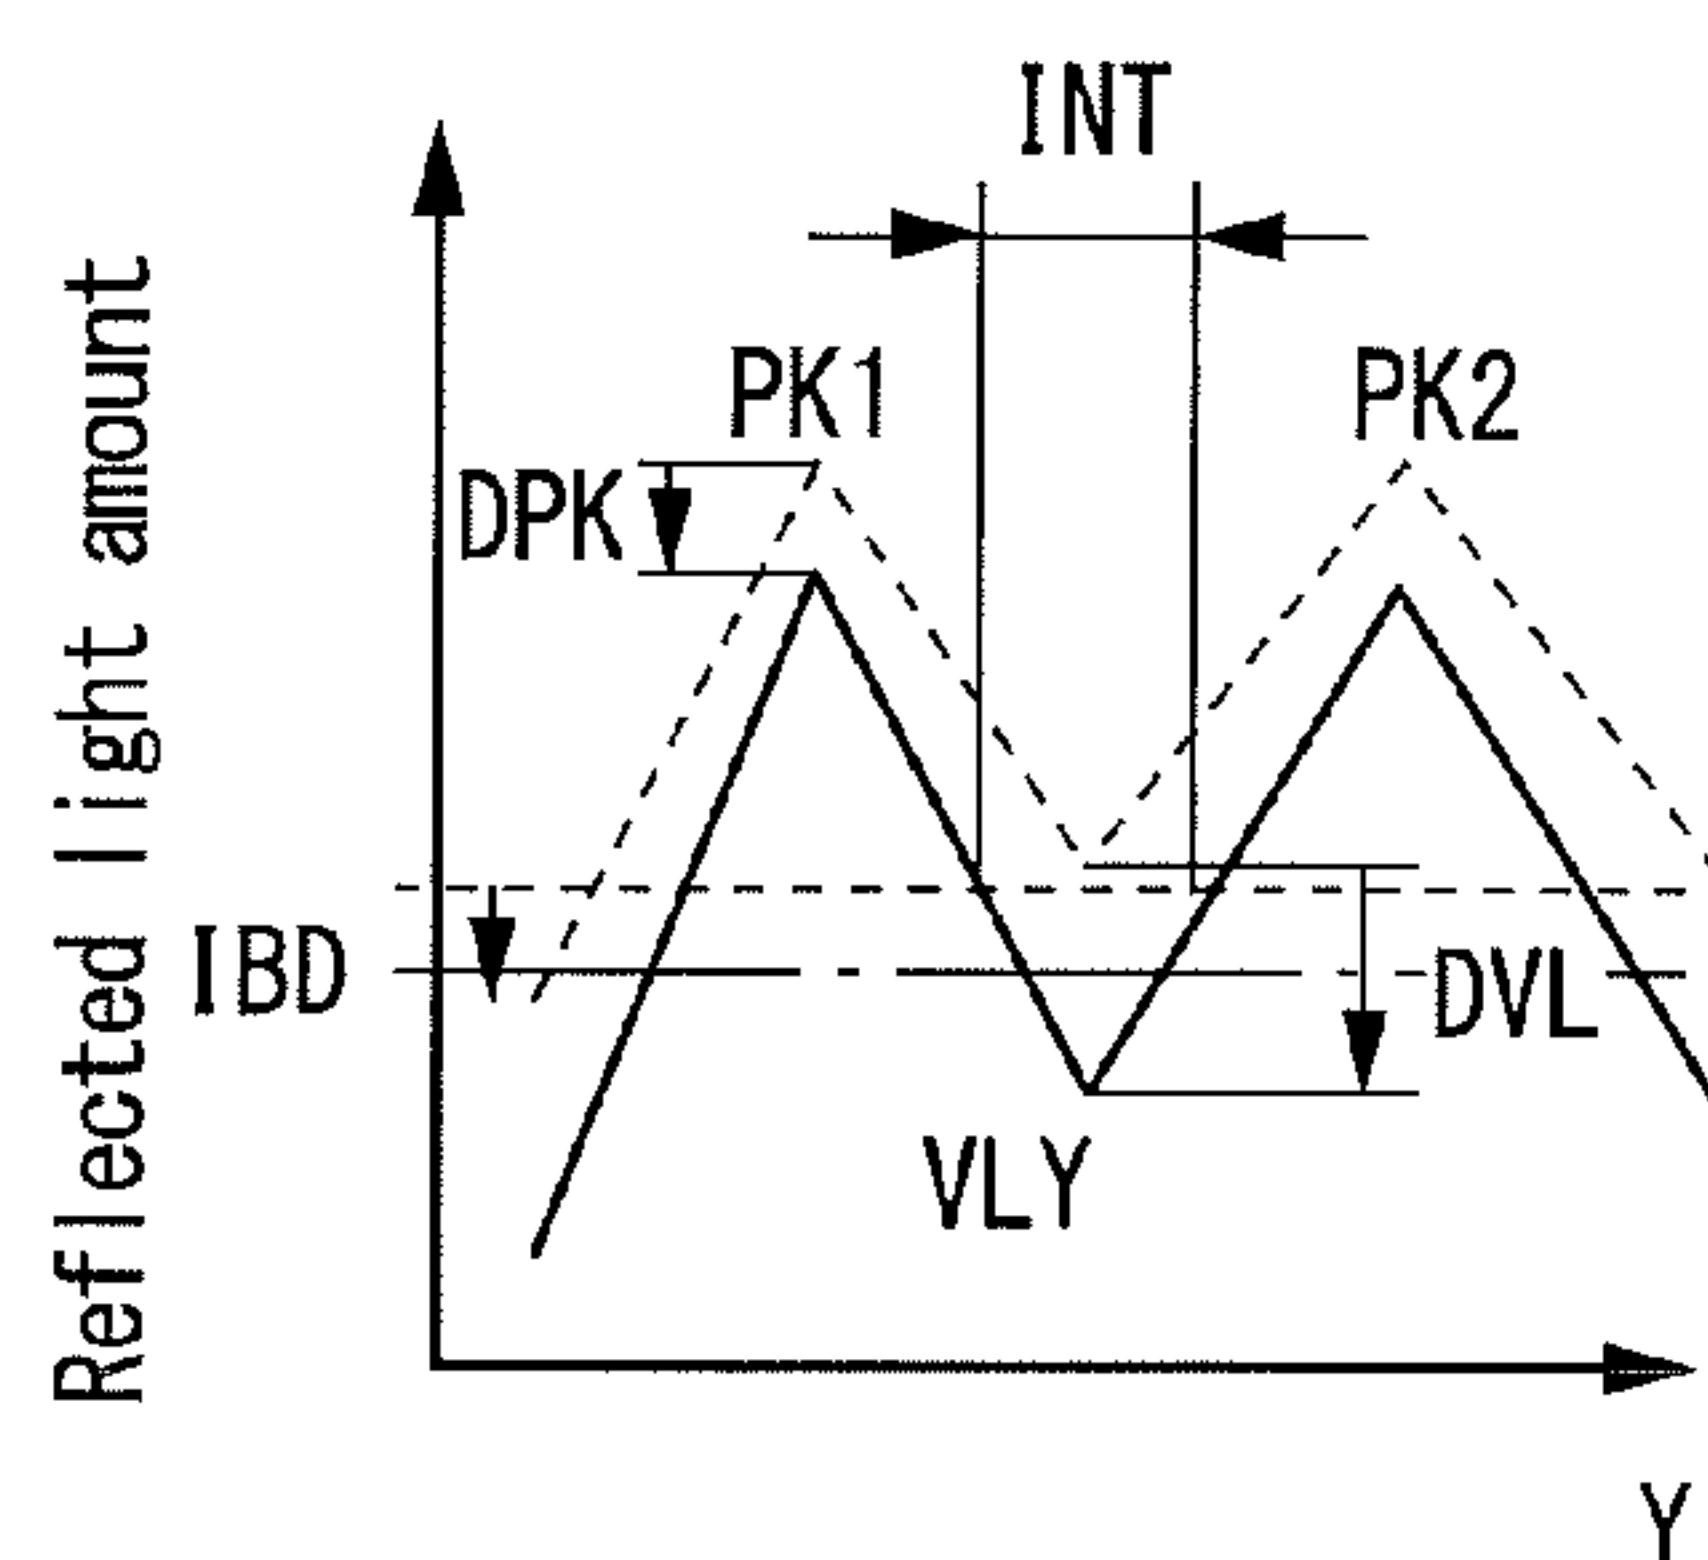 INT
PK1
PK2
DPK
Reflected light amount
IBD
DVL
VLY
Y